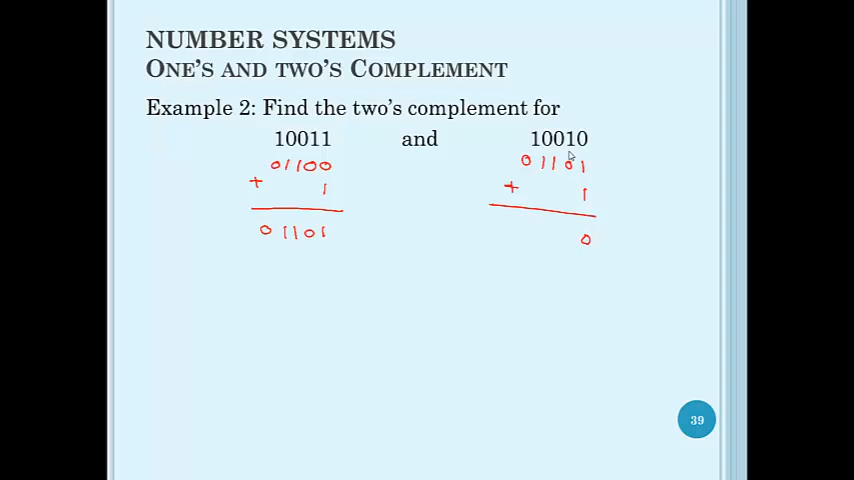 NUMBER SYSTEMS
ONE'S AND TWO'S COMPLEMENT
Example 2: Find the two's complement for
10011 and 10010
01100 01101
+ 1 + 1
01101 0
39